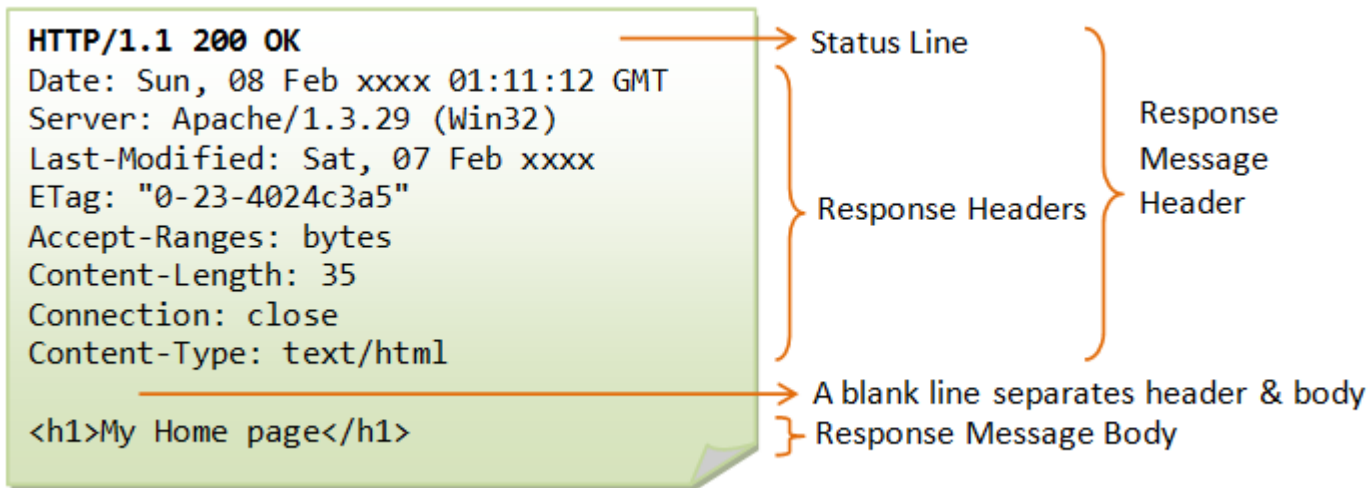 HTTP/1.1 200 OK
Date: Sun, 08 Feb xxxx 01:11:12 GMT
Server: Apache/1.3.29 (Win32)
Last-Modified: Sat, 07 Feb xxxx
ETag: "0-23-4024c3a5"
Accept-Ranges: bytes
Content-Length: 35
Connection: close
Content-Type: text/html
<h1>My Home page</h1>
Status Line
Response Headers
Response
Message
Header
A blank line separates header & body
Response Message Body